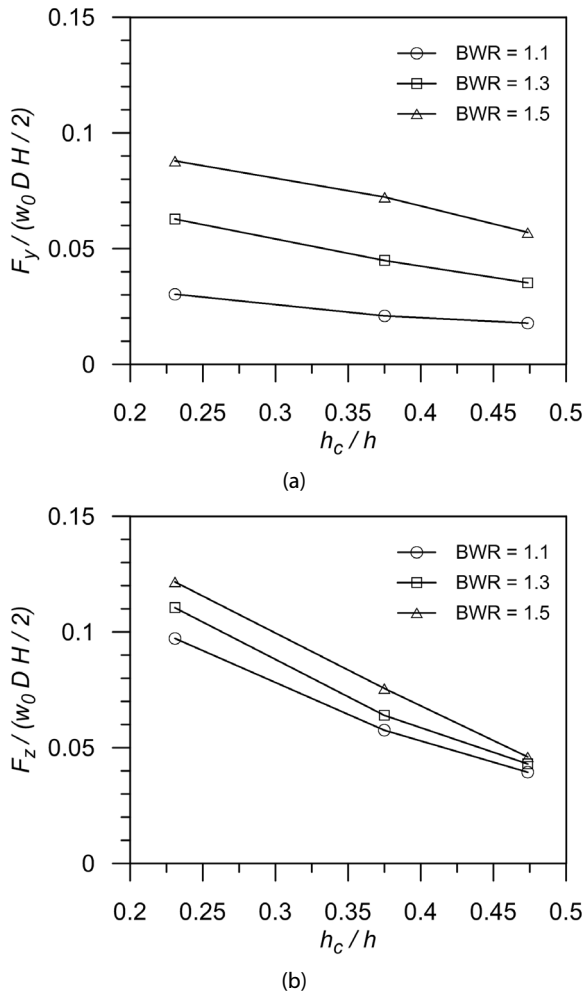 0.15
0.1
0.05
0
F_y / (w_0 D H / 2)
BWR = 1.1
BWR = 1.3
BWR = 1.5
0.2 0.25 0.3 0.35 0.4 0.45 0.5
h_c / h
(a)
0.15
0.1
0.05
0
F_z / (w_0 D H / 2)
BWR = 1.1
BWR = 1.3
BWR = 1.5
0.2 0.25 0.3 0.35 0.4 0.45 0.5
h_c / h
(b)